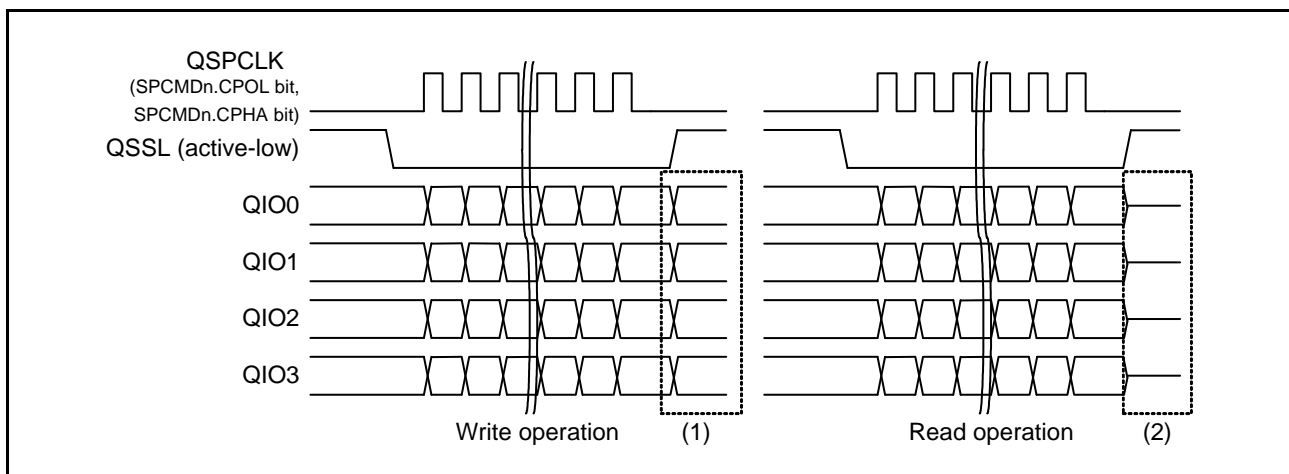 QSPCLK
(SPCMDn.CPOL bit,
SPCMDn.CPHA bit)
QSSL (active-low)
QIO0
QIO1
QIO2
QIO3
Write operation (1) Read operation (2)